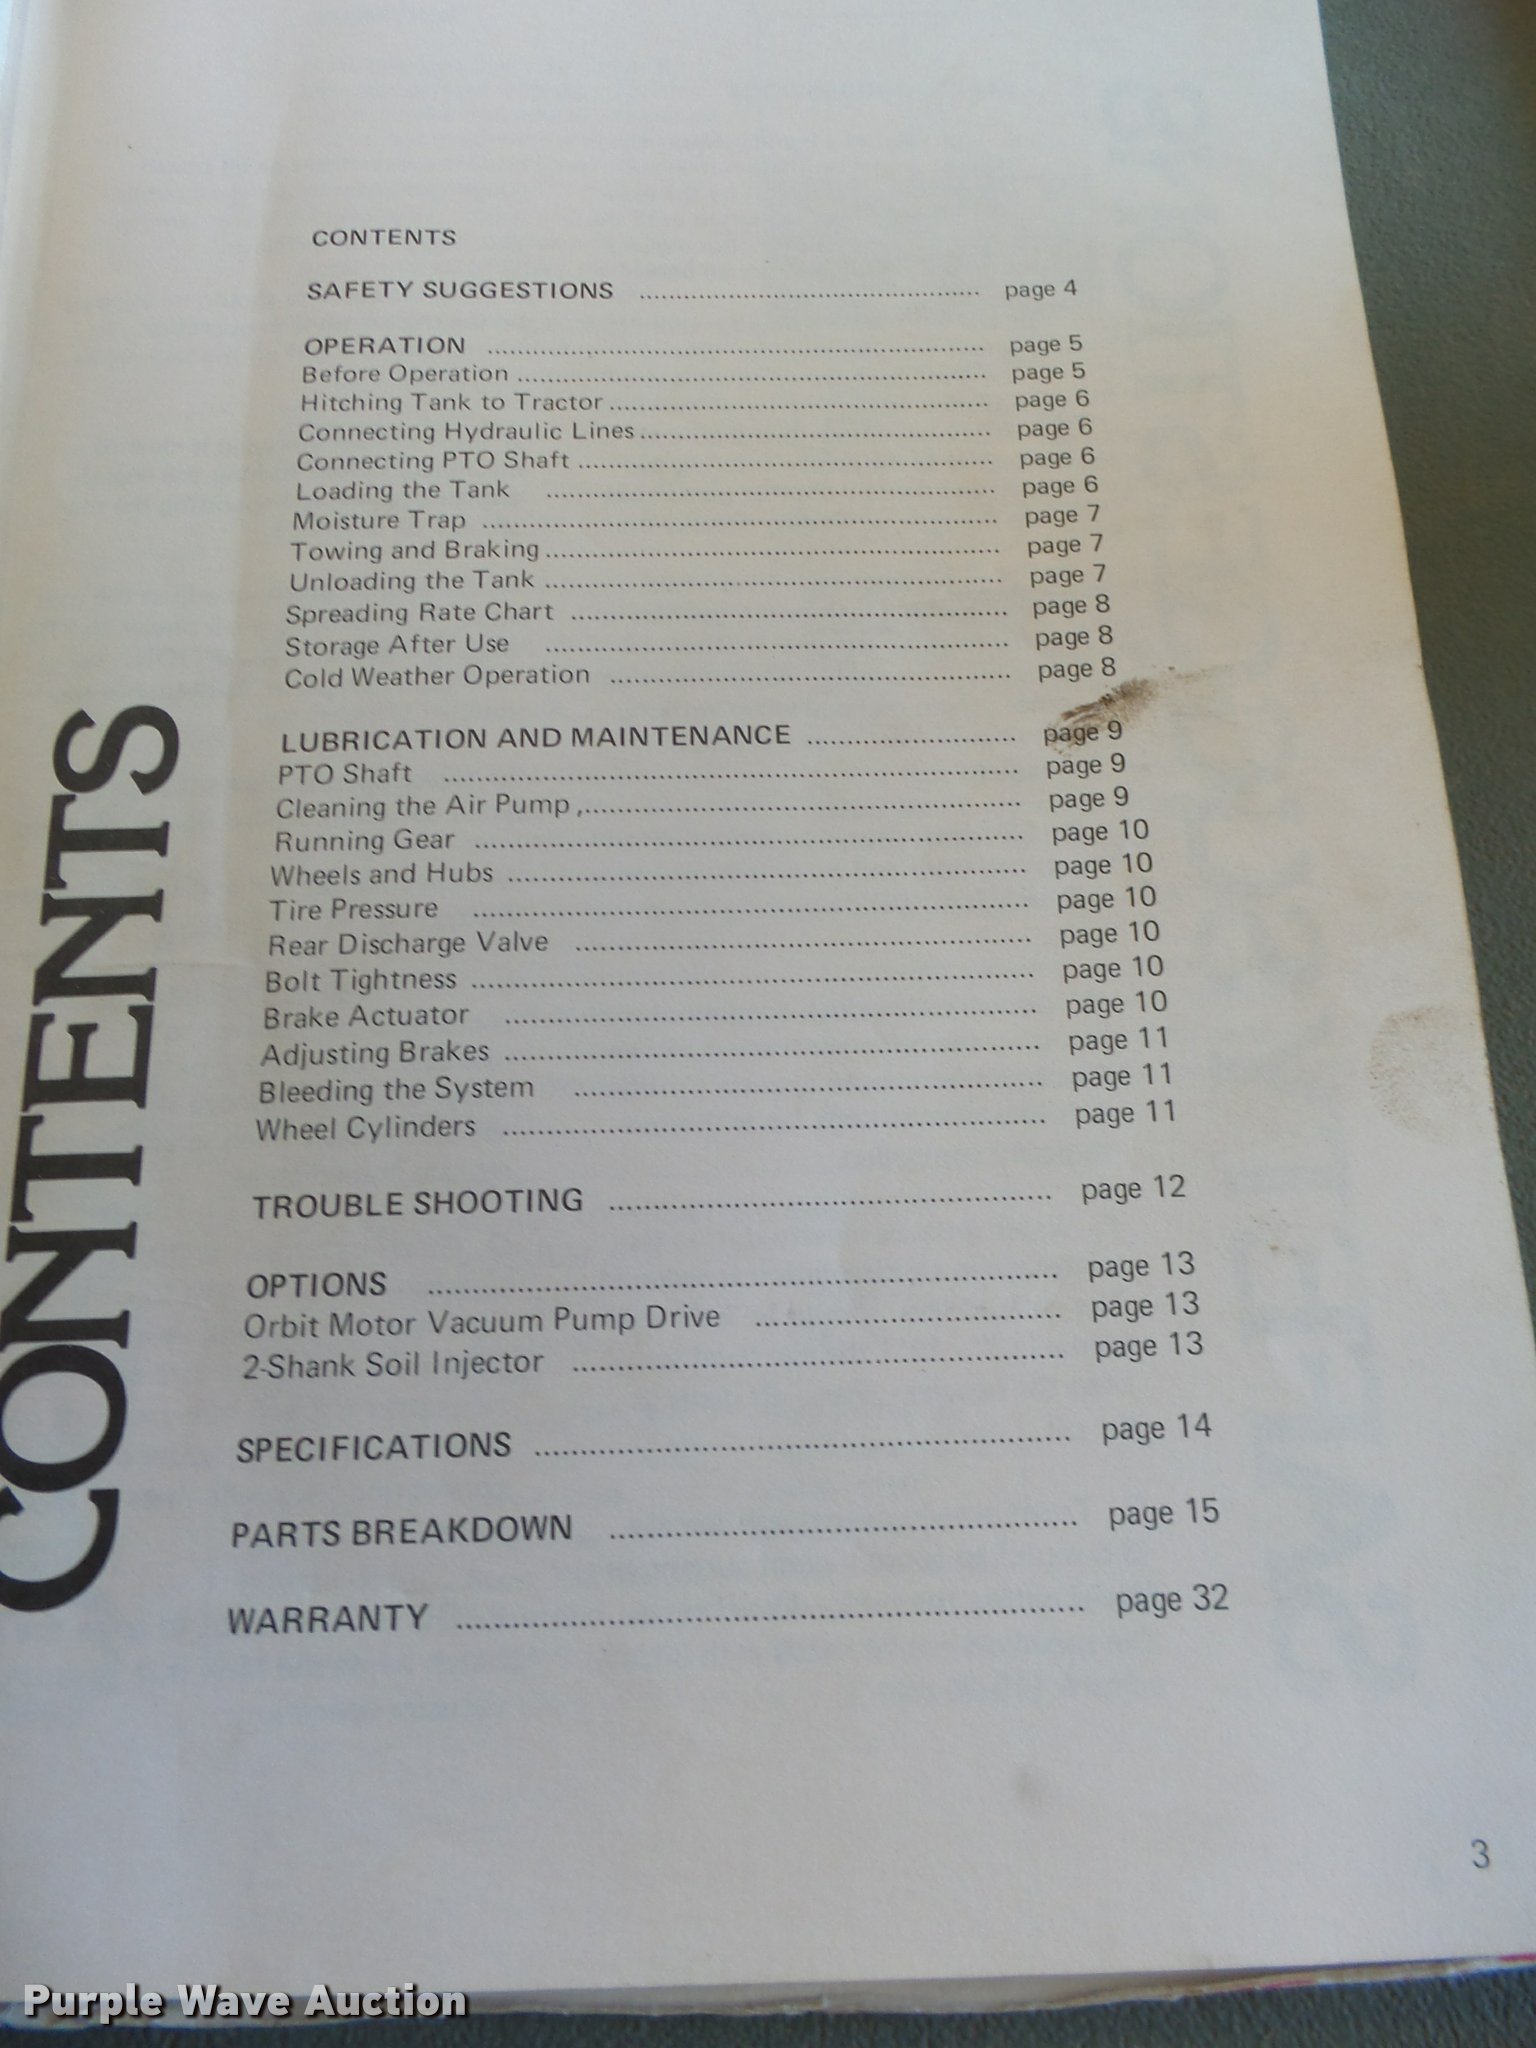 CONTENTS
CONTENTS
SAFETY SUGGESTIONS ............................................... page 4
OPERATION .................................................................... page 5
Before Operation ................................................................. page 5
Hitching Tank to Tractor .................................................... page 6
Connecting Hydraulic Lines ................................................ page 6
Connecting PTO Shaft ......................................................... page 6
Loading the Tank ............................................................. page 6
Moisture Trap ...................................................................... page 7
Towing and Braking .............................................................. page 7
Unloading the Tank .............................................................. page 7
Spreading Rate Chart ........................................................... page 8
Storage After Use ............................................................... page 8
Cold Weather Operation ...................................................... page 8
LUBRICATION AND MAINTENANCE ............................ page 9
PTO Shaft ........................................................................... page 9
Cleaning the Air Pump ,......................................................... page 9
Running Gear ....................................................................... page 10
Wheels and Hubs .................................................................. page 10
Tire Pressure ....................................................................... page 10
Rear Discharge Valve .......................................................... page 10
Bolt Tightness ...................................................................... page 10
Brake Actuator .................................................................... page 10
Adjusting Brakes .................................................................. page 11
Bleeding the System ........................................................... page 11
Wheel Cylinders ................................................................... page 11
TROUBLE SHOOTING ..................................................... page 12
OPTIONS ............................................................................ page 13
Orbit Motor Vacuum Pump Drive ..................................... page 13
2-Shank Soil Injector ........................................................... page 13
SPECIFICATIONS .............................................................. page 14
PARTS BREAKDOWN ...................................................... page 15
WARRANTY ....................................................................... page 32
3
Purple Wave Auction